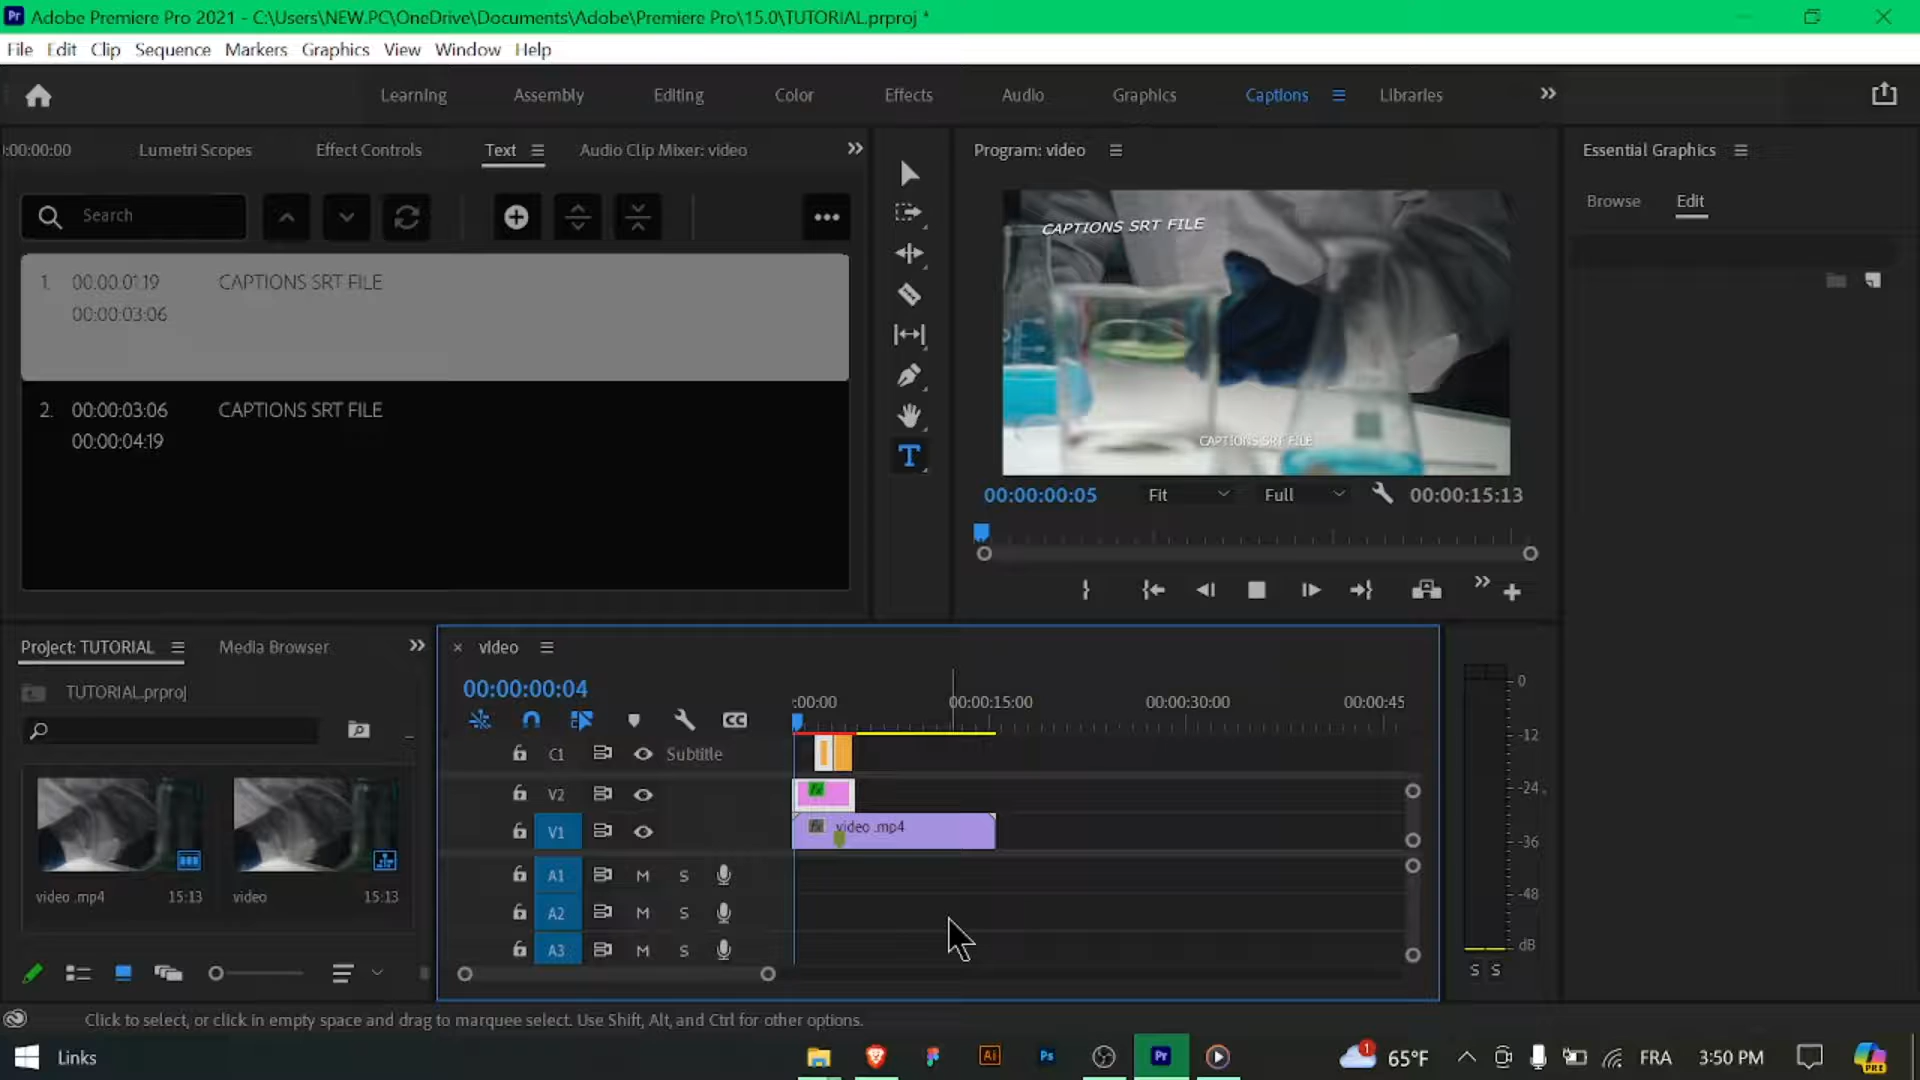 Adobe Premiere Pro 2021 - C:\Users\NEW.PC\OneDrive\Documents\Adobe\Premiere Pro\15.0\TUTORIAL.prproj *
File Edit Clip Sequence Markers Graphics View Window Help
Learning Assembly Editing Color Effects Audio Graphics Captions Libraries
:00:00:00 Lumetri Scopes Effect Controls Text Audio Clip Mixer: video
Program: video
Essential Graphics
Browse Edit
Search
1. 00:00:01:19 CAPTIONS SRT FILE
00:00:03:06
2. 00:00:03:06 CAPTIONS SRT FILE
00:00:04:19
CAPTIONS SRT FILE
CAPTIONS SRT FILE
00:00:00:05 Fit Full 00:00:15:13
Project: TUTORIAL Media Browser
TUTORIAL.prproj
video .mp4 15:13
video 15:13
video
00:00:00:04
:00:00 00:00:15:00 00:00:30:00 00:00:45
CC
C1 Subtitle
V2 fx
V1 fx video .mp4
A1 M S
A2 M S
A3 M S
0
-12
-24
-36
-48
dB
S S
Click to select, or click in empty space and drag to marquee select. Use Shift, Alt, and Ctrl for other options.
Links Ai Ps Pr 1 65°F FRA 3:50 PM PRE